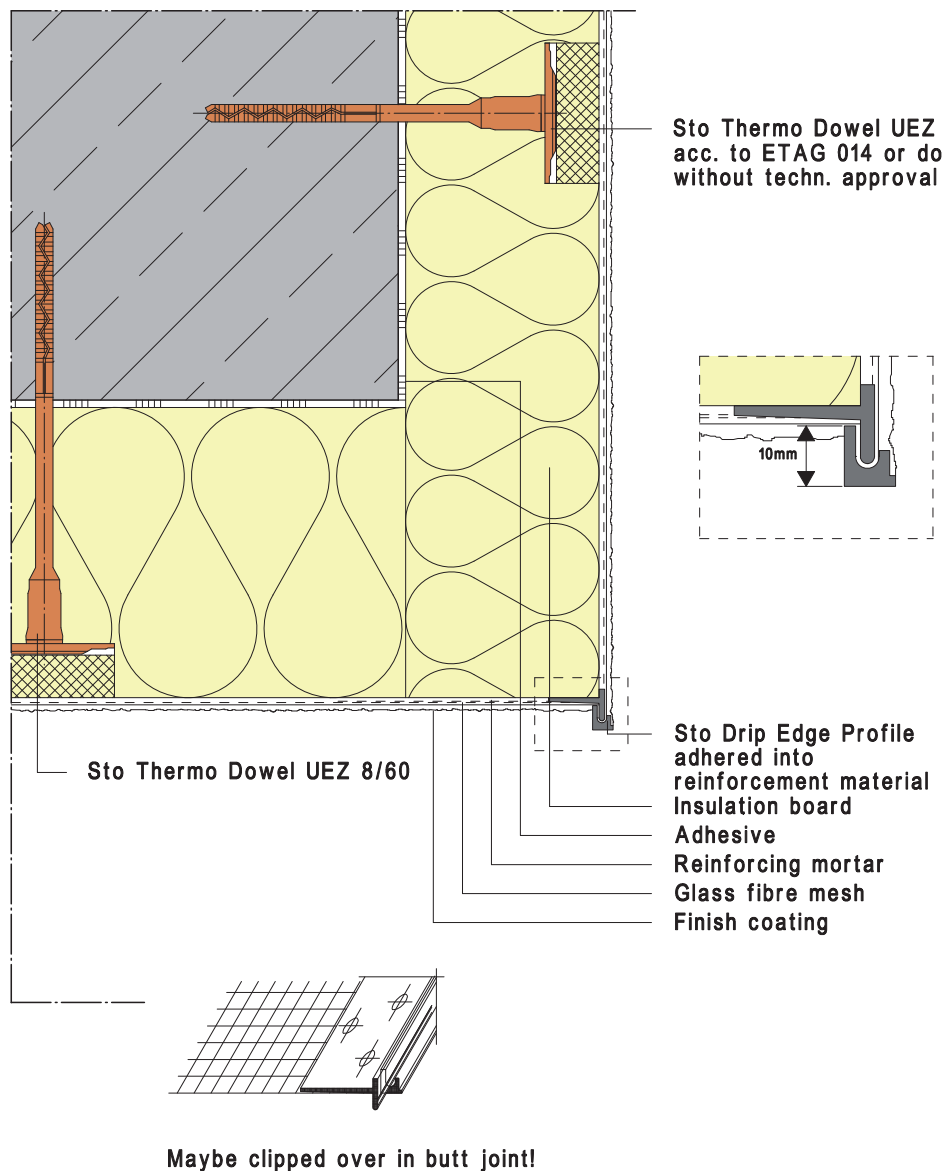 Sto Thermo Dowel UEZ
acc. to ETAG 014 or do
without techn. approval
10mm
Sto Drip Edge Profile
adhered into
reinforcement material
Sto Thermo Dowel UEZ 8/60
Insulation board
Adhesive
Reinforcing mortar
Glass fibre mesh
Finish coating
Maybe clipped over in butt joint!